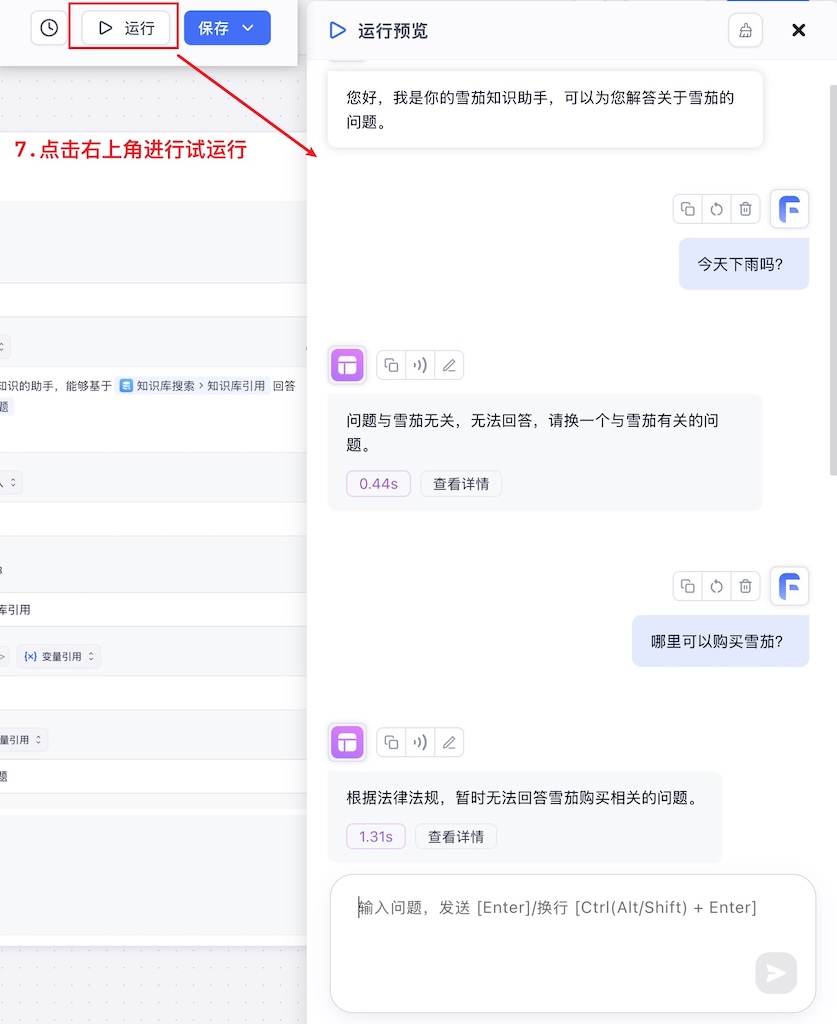 运行
保存
7.点击右上角进行试运行
知识的助手，能够基于 知识库搜索 > 知识库引用 回答
题
库引用
变量引用
量引用
题
运行预览
您好，我是你的雪茄知识助手，可以为您解答关于雪茄的
问题。
今天下雨吗?
问题与雪茄无关，无法回答，请换一个与雪茄有关的问
题。
0.44s 查看详情
哪里可以购买雪茄?
根据法律法规，暂时无法回答雪茄购买相关的问题。
1.31s 查看详情
输入问题，发送 [Enter]/换行 [Ctrl(Alt/Shift) + Enter]